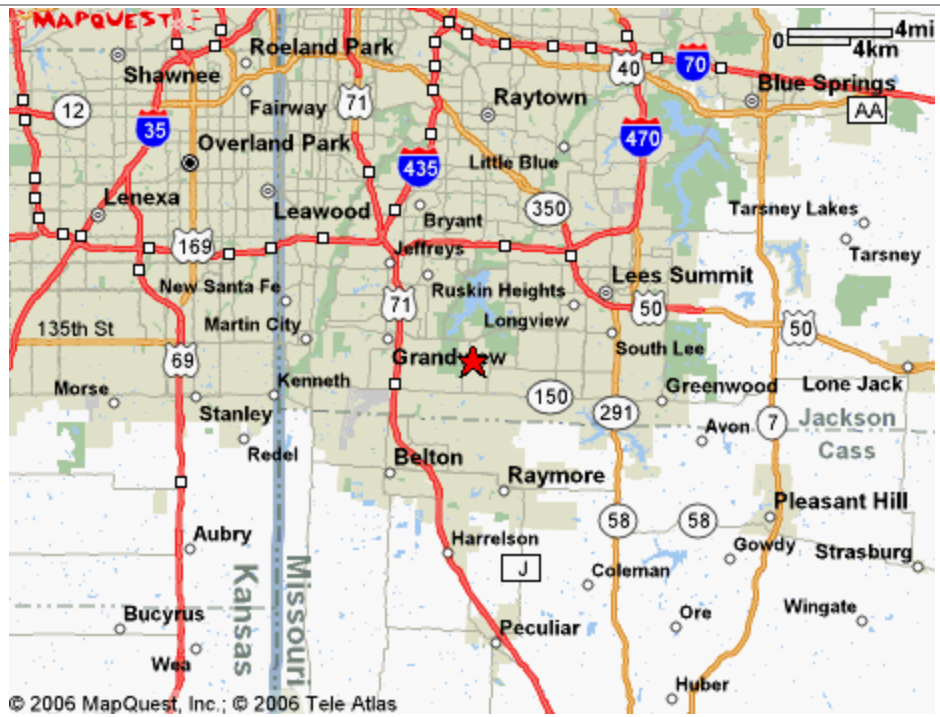 MAPQUEST
0 4mi
4km
Roeland Park
Shawnee
40
70
Blue Springs
AA
12
Fairway
71
Raytown
35
Overland Park
435
Little Blue
470
Lenexa
Leawood
Bryant
350
Tarsney Lakes
169
Jeffreys
Tarsney
New Santa Fe
Ruskin Heights
Lees Summit
71
Longview
50
50
135th St
Martin City
South Lee
69
Grandview
Morse
Kenneth
150
Greenwood
Lone Jack
Stanley
291
7
Jackson
Avon
Redel
Cass
Belton
Raymore
Pleasant Hill
58
58
Aubry
Harrelson
Gowdy
Strasburg
J
Kansas
Missouri
Coleman
Bucyrus
Ore
Wingate
Peculiar
Wea
Huber
© 2006 MapQuest, Inc.; © 2006 Tele Atlas